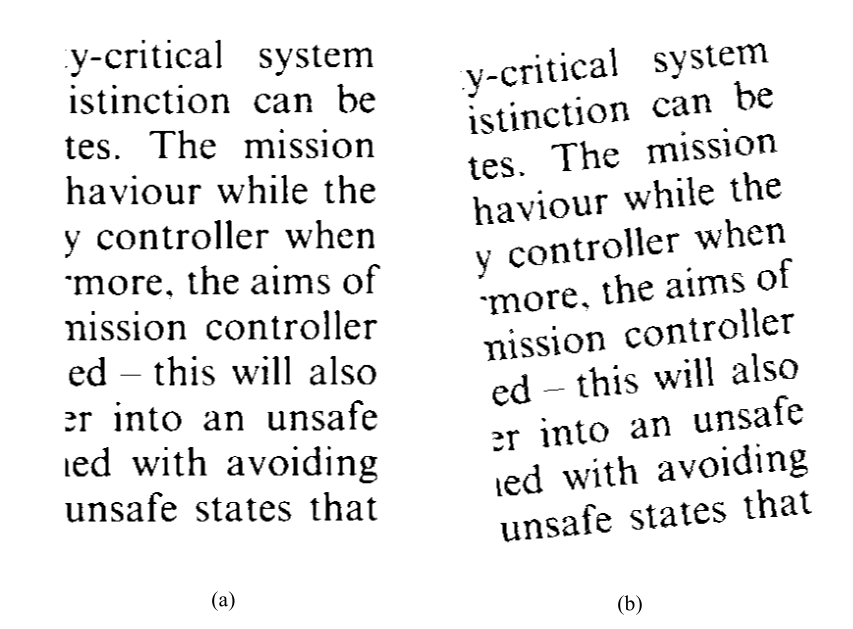 y-critical system
istinction can be
tes. The mission
haviour while the
y controller when
more, the aims of
nission controller
ed – this will also
er into an unsafe
ned with avoiding
unsafe states that
(a)
y-critical system
istinction can be
tes. The mission
haviour while the
y controller when
more, the aims of
nission controller
ed – this will also
er into an unsafe
ned with avoiding
unsafe states that
(b)